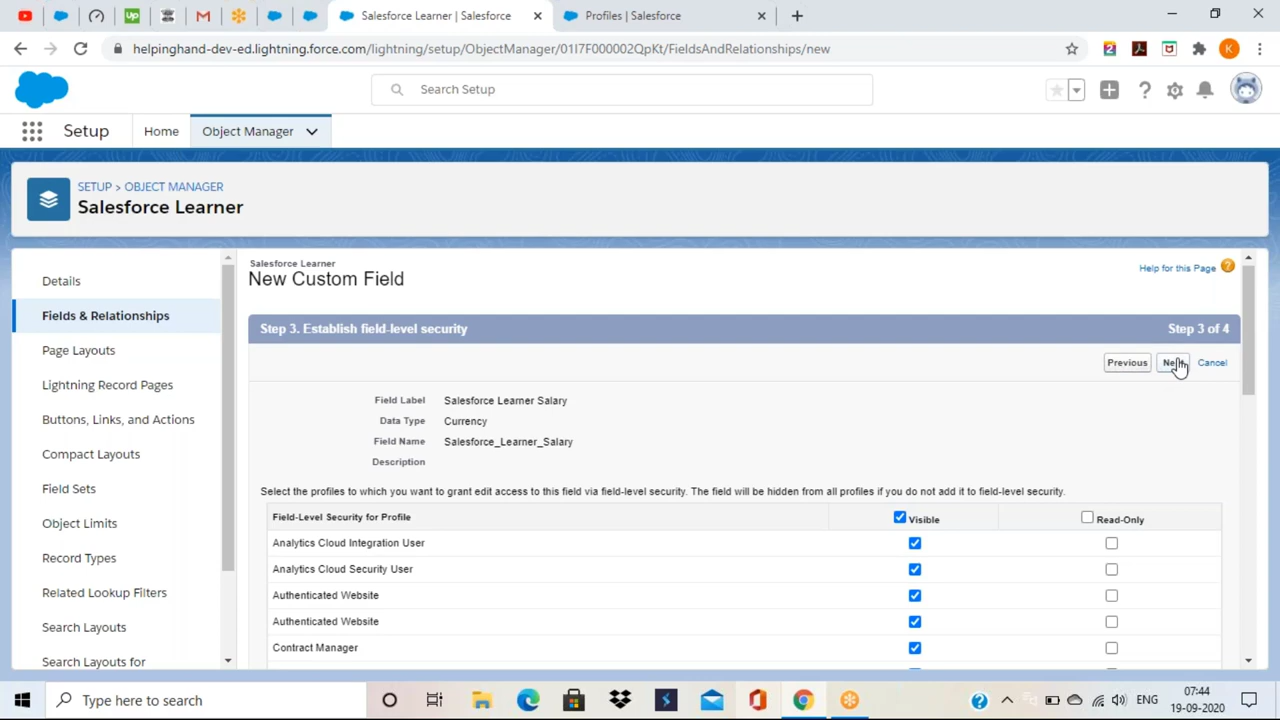 Up
Salesforce Learner | Salesforce
Profiles | Salesforce
helpinghand-dev-ed.lightning.force.com/lightning/setup/ObjectManager/01I7F000002QpKt/FieldsAndRelationships/new
K
Search Setup
Setup
Home
Object Manager
SETUP > OBJECT MANAGER
Salesforce Learner
Details
Fields & Relationships
Page Layouts
Lightning Record Pages
Buttons, Links, and Actions
Compact Layouts
Field Sets
Object Limits
Record Types
Related Lookup Filters
Search Layouts
Search Layouts for
Salesforce Learner
New Custom Field
Help for this Page
Step 3. Establish field-level security
Step 3 of 4
Previous
Next
Cancel
Field Label Salesforce Learner Salary
Data Type Currency
Field Name Salesforce_Learner_Salary
Description
Select the profiles to which you want to grant edit access to this field via field-level security. The field will be hidden from all profiles if you do not add it to field-level security.
Field-Level Security for Profile Visible Read-Only
Analytics Cloud Integration User
Analytics Cloud Security User
Authenticated Website
Authenticated Website
Contract Manager
Type here to search
ENG
07:44
19-09-2020